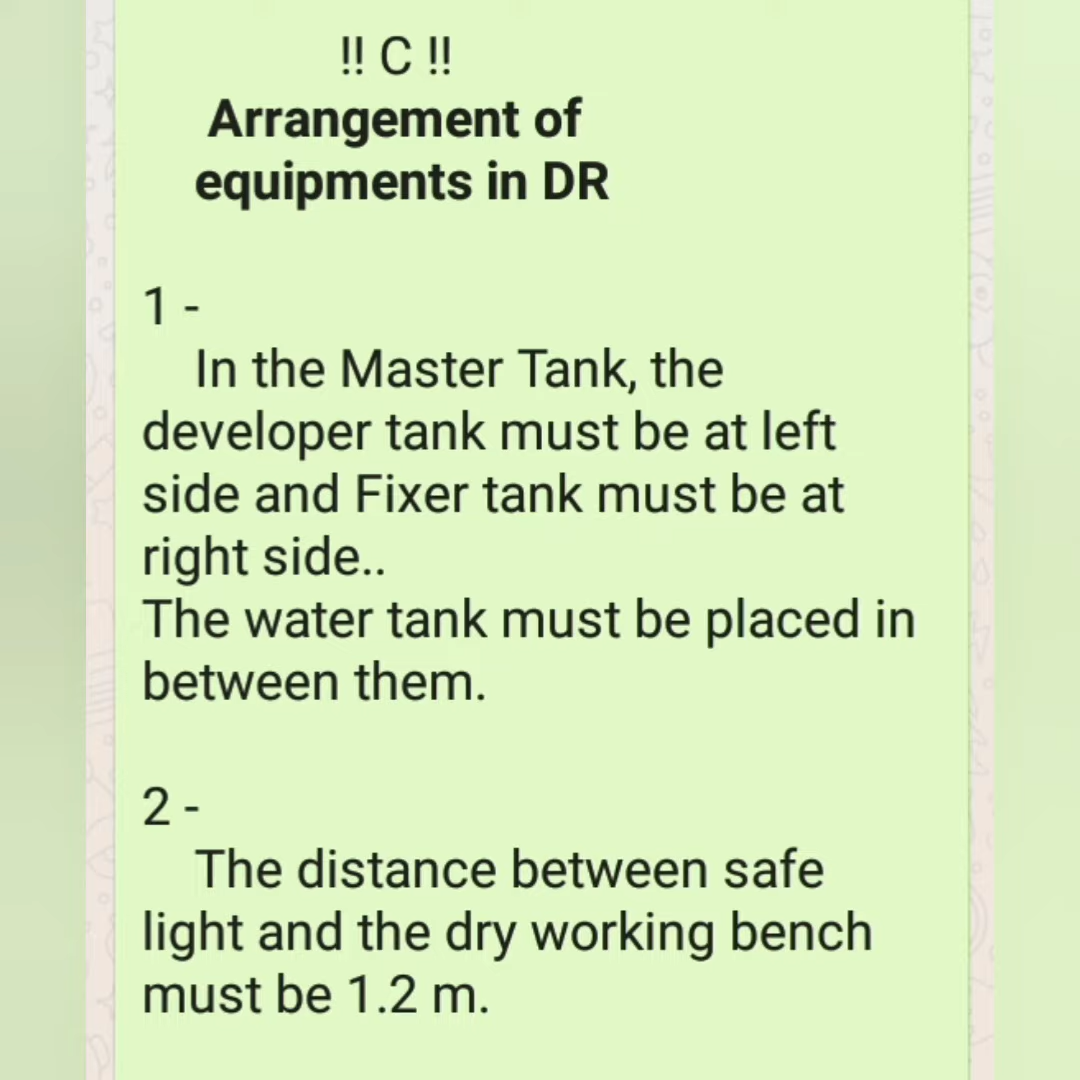 !! C !!
Arrangement of
equipments in DR
1 -
In the Master Tank, the
developer tank must be at left
side and Fixer tank must be at
right side..
The water tank must be placed in
between them.
2 -
The distance between safe
light and the dry working bench
must be 1.2 m.